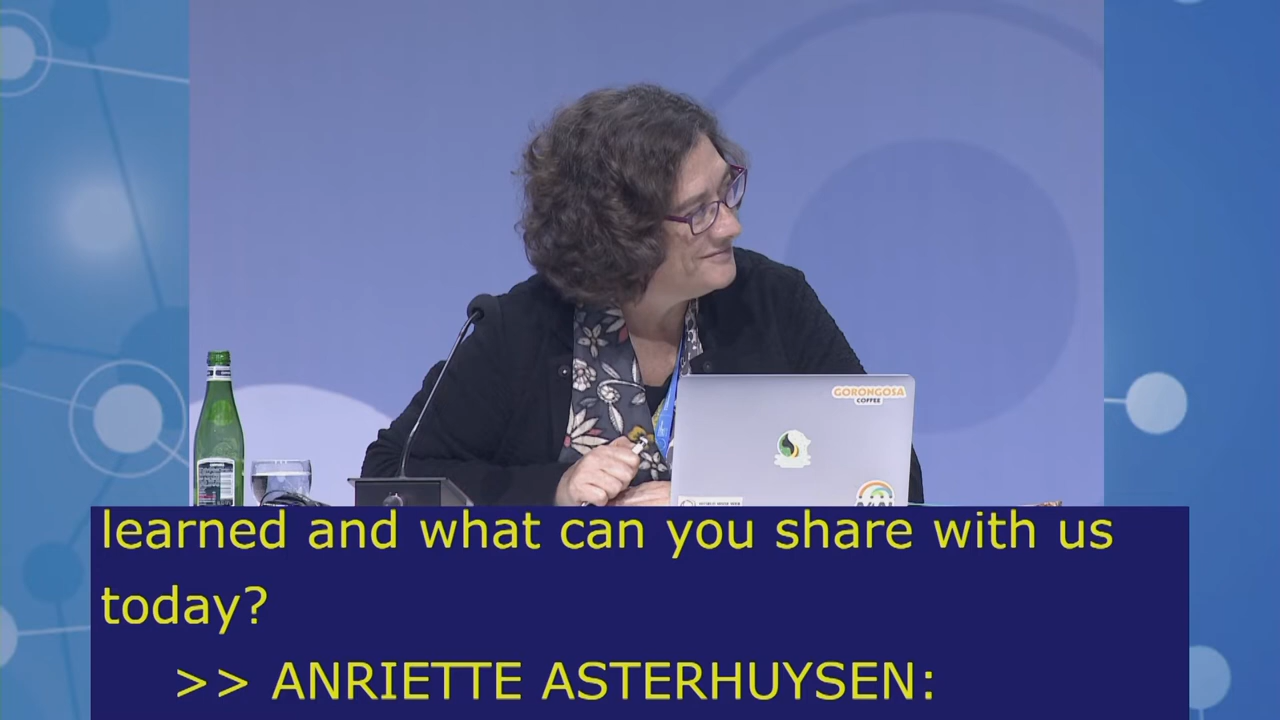 GORONGOSA
COFFEE
learned and what can you share with us
today?
>> ANRIETTE ASTERHUYSEN: